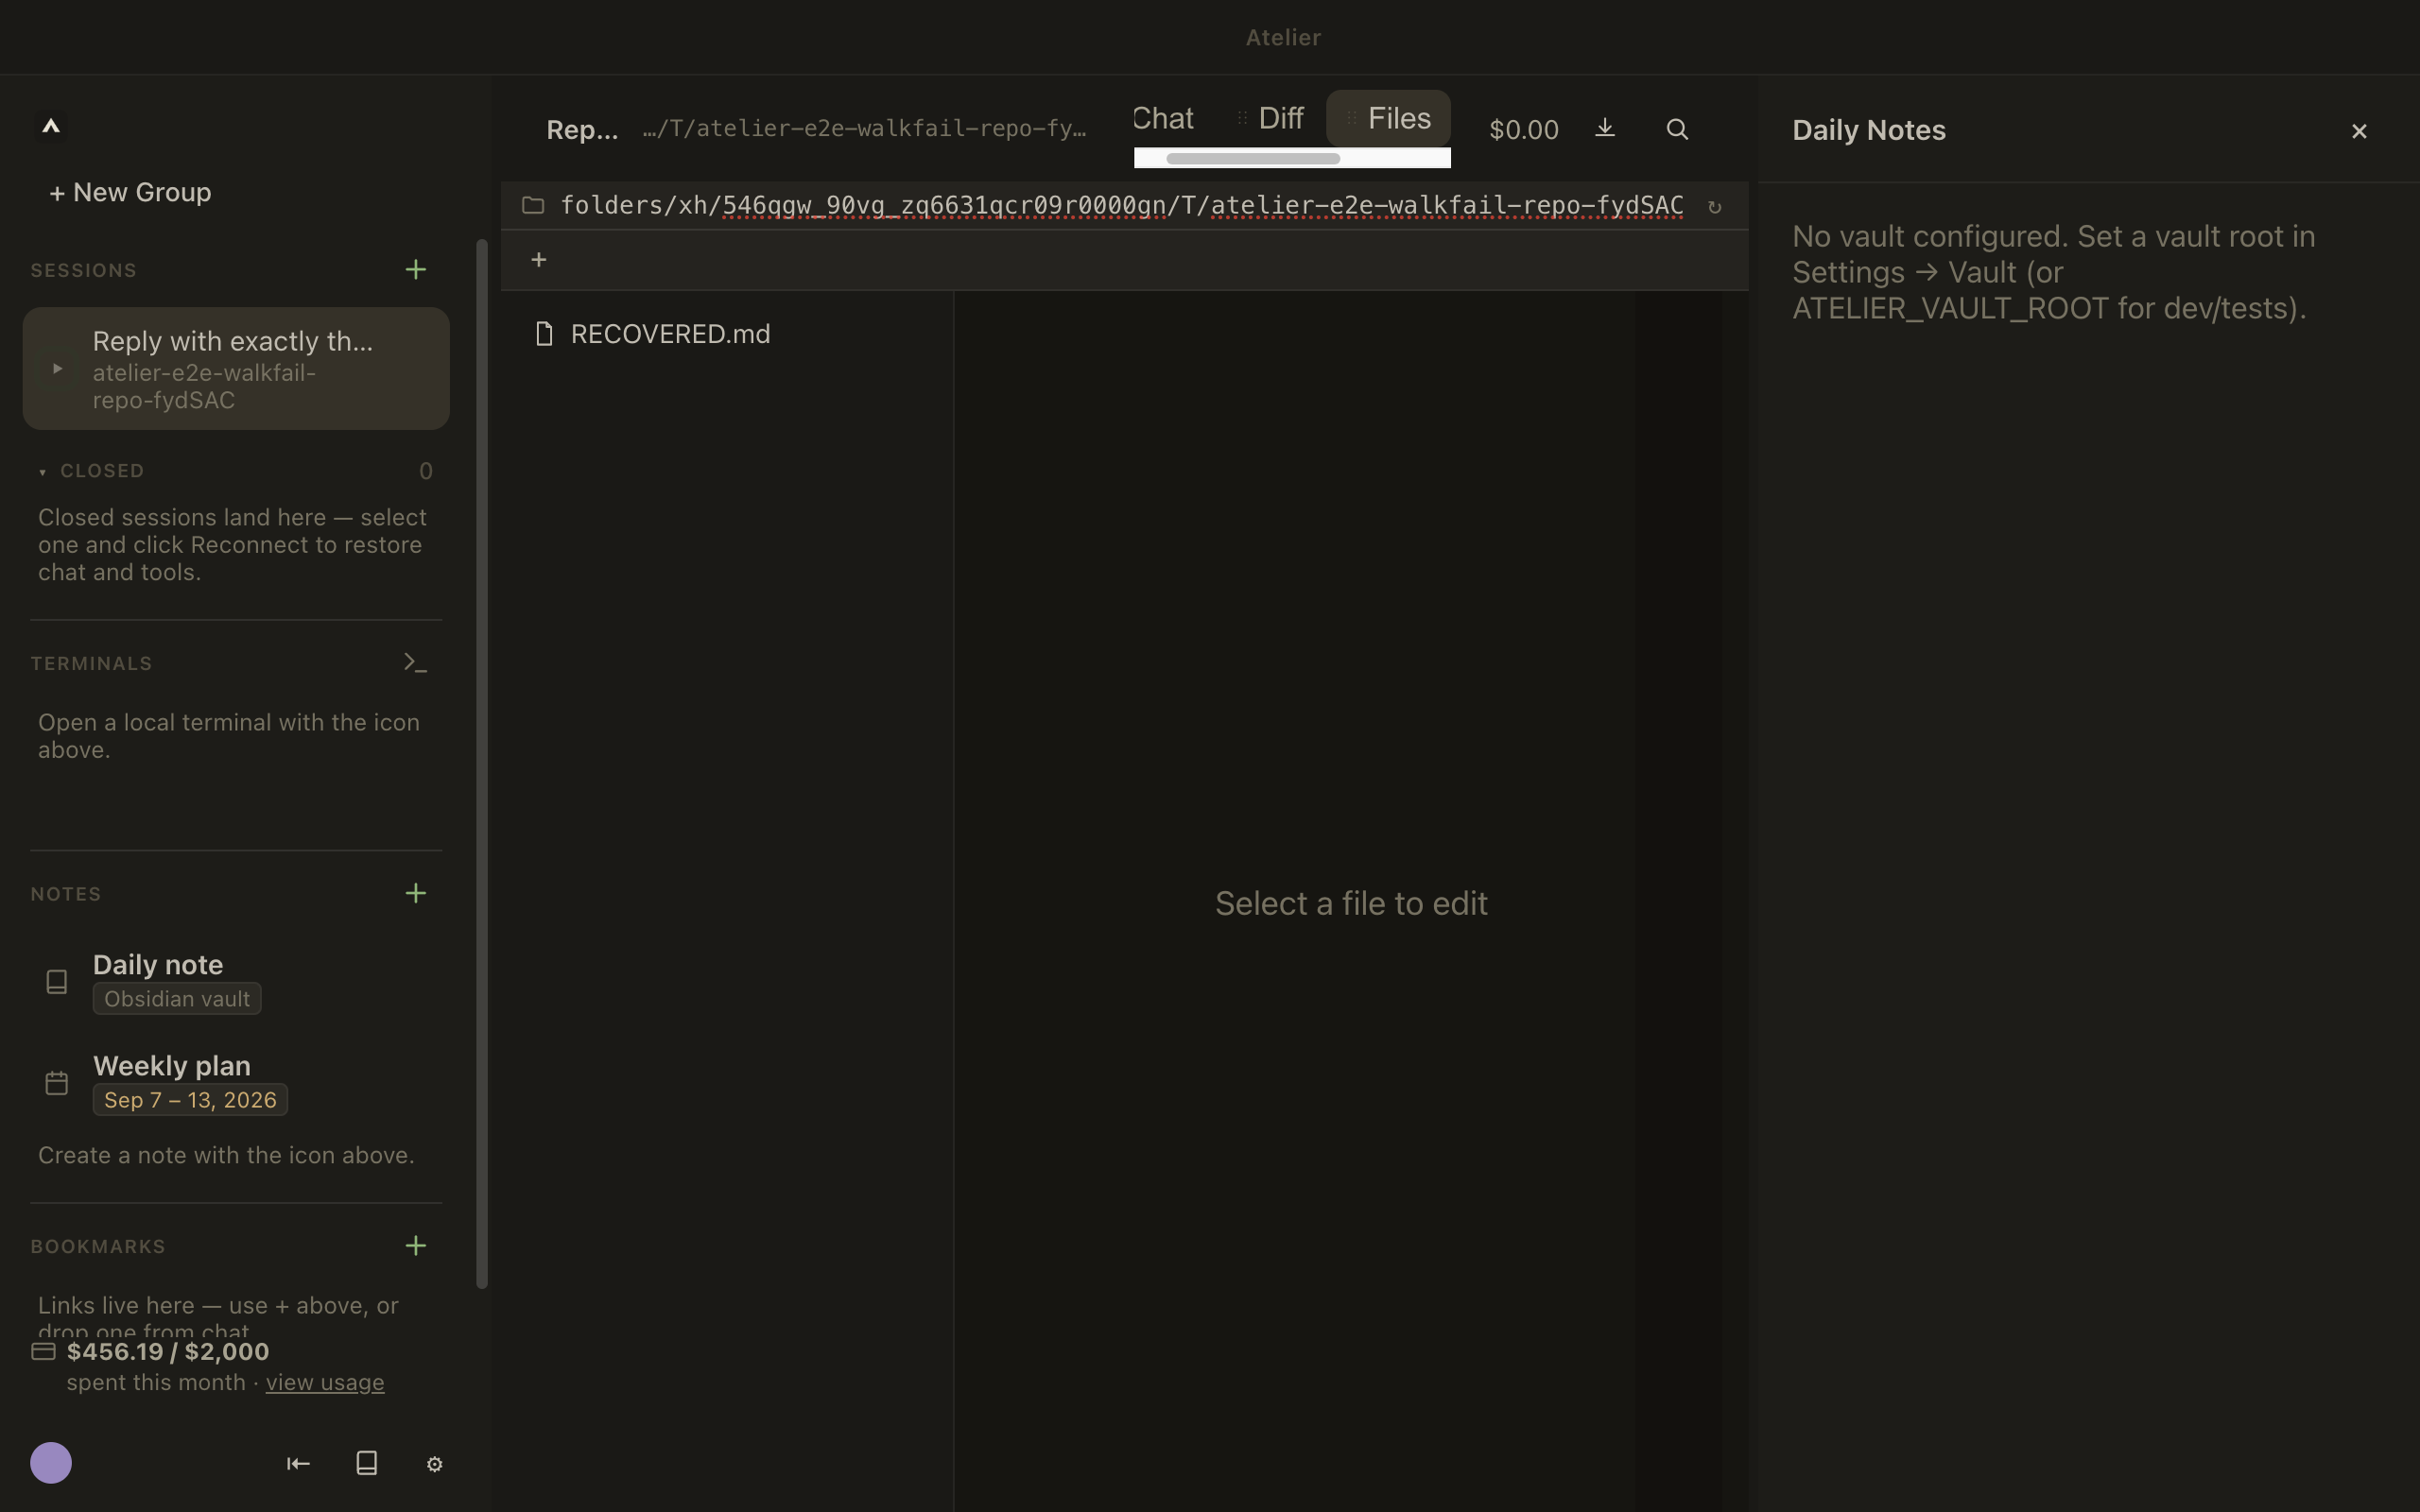 Atelier
+ New Group
SESSIONS
Reply with exactly th...
atelier-e2e-walkfail-
repo-fydSAC
CLOSED 0
Closed sessions land here — select
one and click Reconnect to restore
chat and tools.
TERMINALS
Open a local terminal with the icon
above.
NOTES
Daily note
Obsidian vault
Weekly plan
Sep 7 – 13, 2026
Create a note with the icon above.
BOOKMARKS
Links live here — use + above, or
drop one from chat
$456.19 / $2,000
spent this month · view usage
Rep... …/T/atelier-e2e-walkfail-repo-fy…
Chat Diff Files $0.00
folders/xh/546qgw_90vg_zq6631qcr09r0000gn/T/atelier-e2e-walkfail-repo-fydSAC
+
RECOVERED.md
Select a file to edit
Daily Notes
No vault configured. Set a vault root in
Settings → Vault (or
ATELIER_VAULT_ROOT for dev/tests).